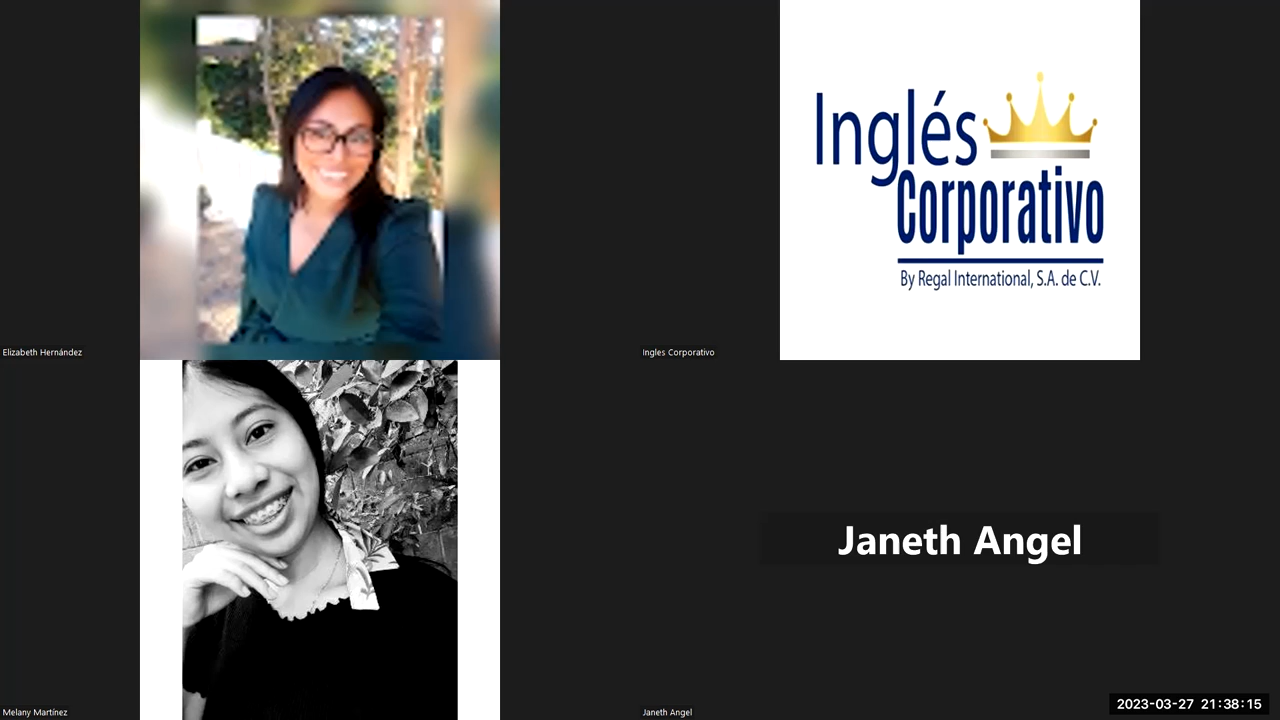 Inglés
Corporativo
By Regal International, S.A. de C.V.
Elizabeth Hernández
Ingles Corporativo
Janeth Angel
Melany Martínez
Janeth Angel
2023-03-27 21:38:15